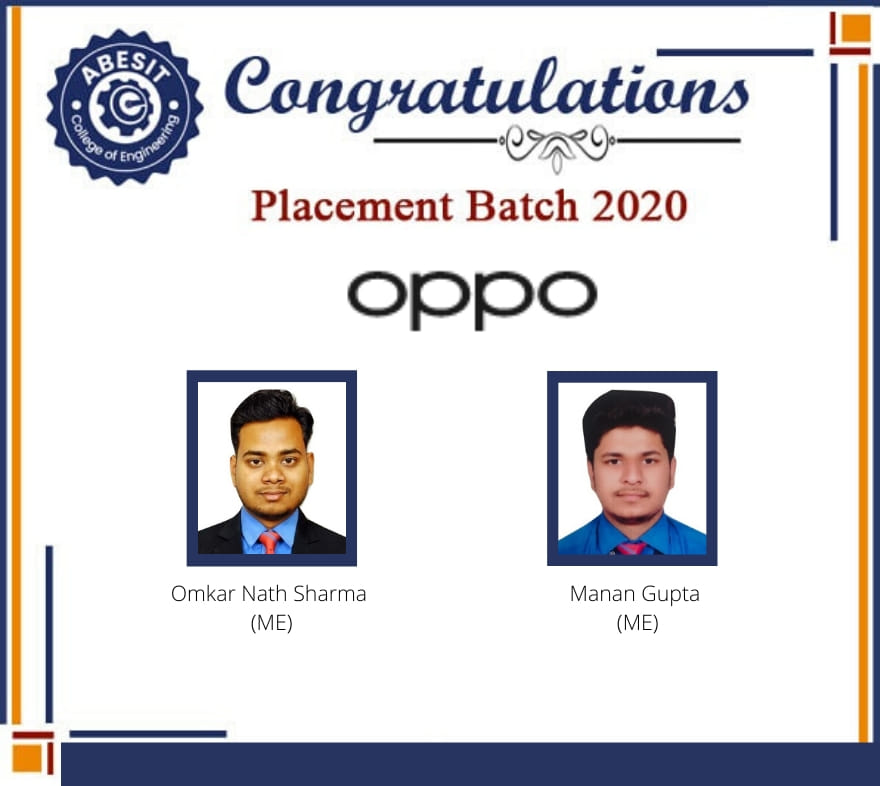 ABESIT
College of Engineering
Congratulations
Placement Batch 2020
oppo
Omkar Nath Sharma
(ME)
Manan Gupta
(ME)